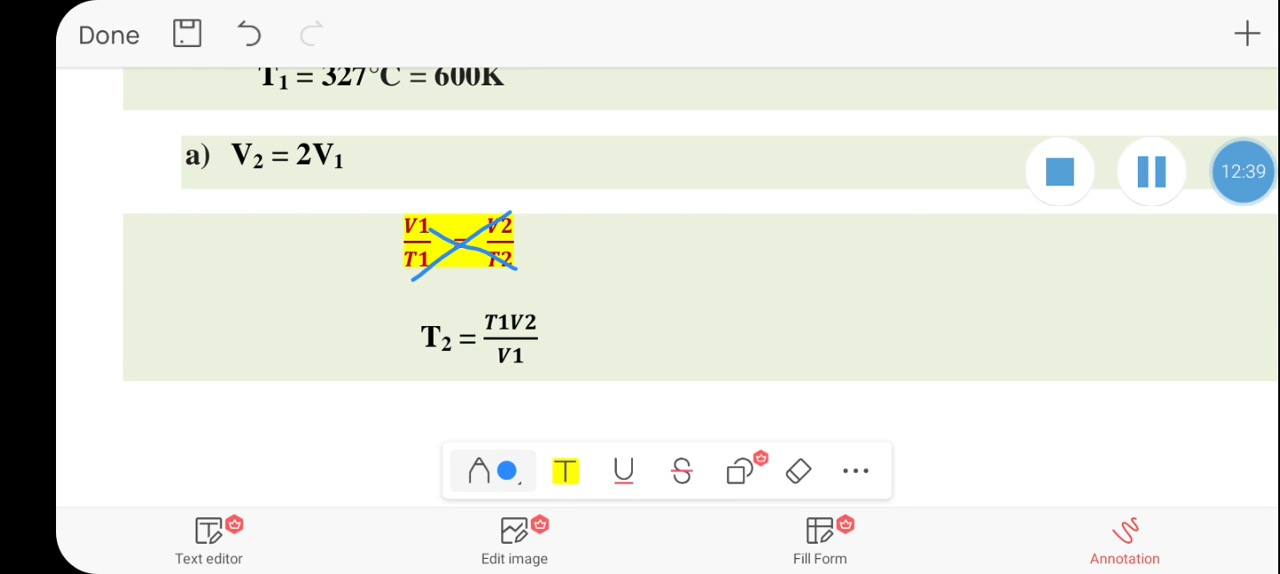 Done
T₁ = 327°C = 600K
a) V₂ = 2V₁
12:39
V1/T1 = V2/T2
T₂ = T1V2/V1
T U S
Text editor Edit image Fill Form Annotation